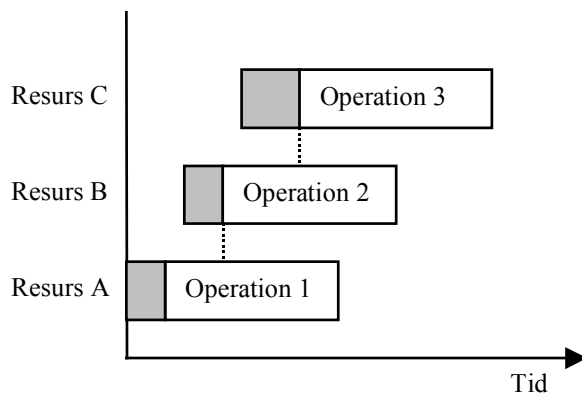 Resurs C
Operation 3
Resurs B
Operation 2
Resurs A
Operation 1
Tid